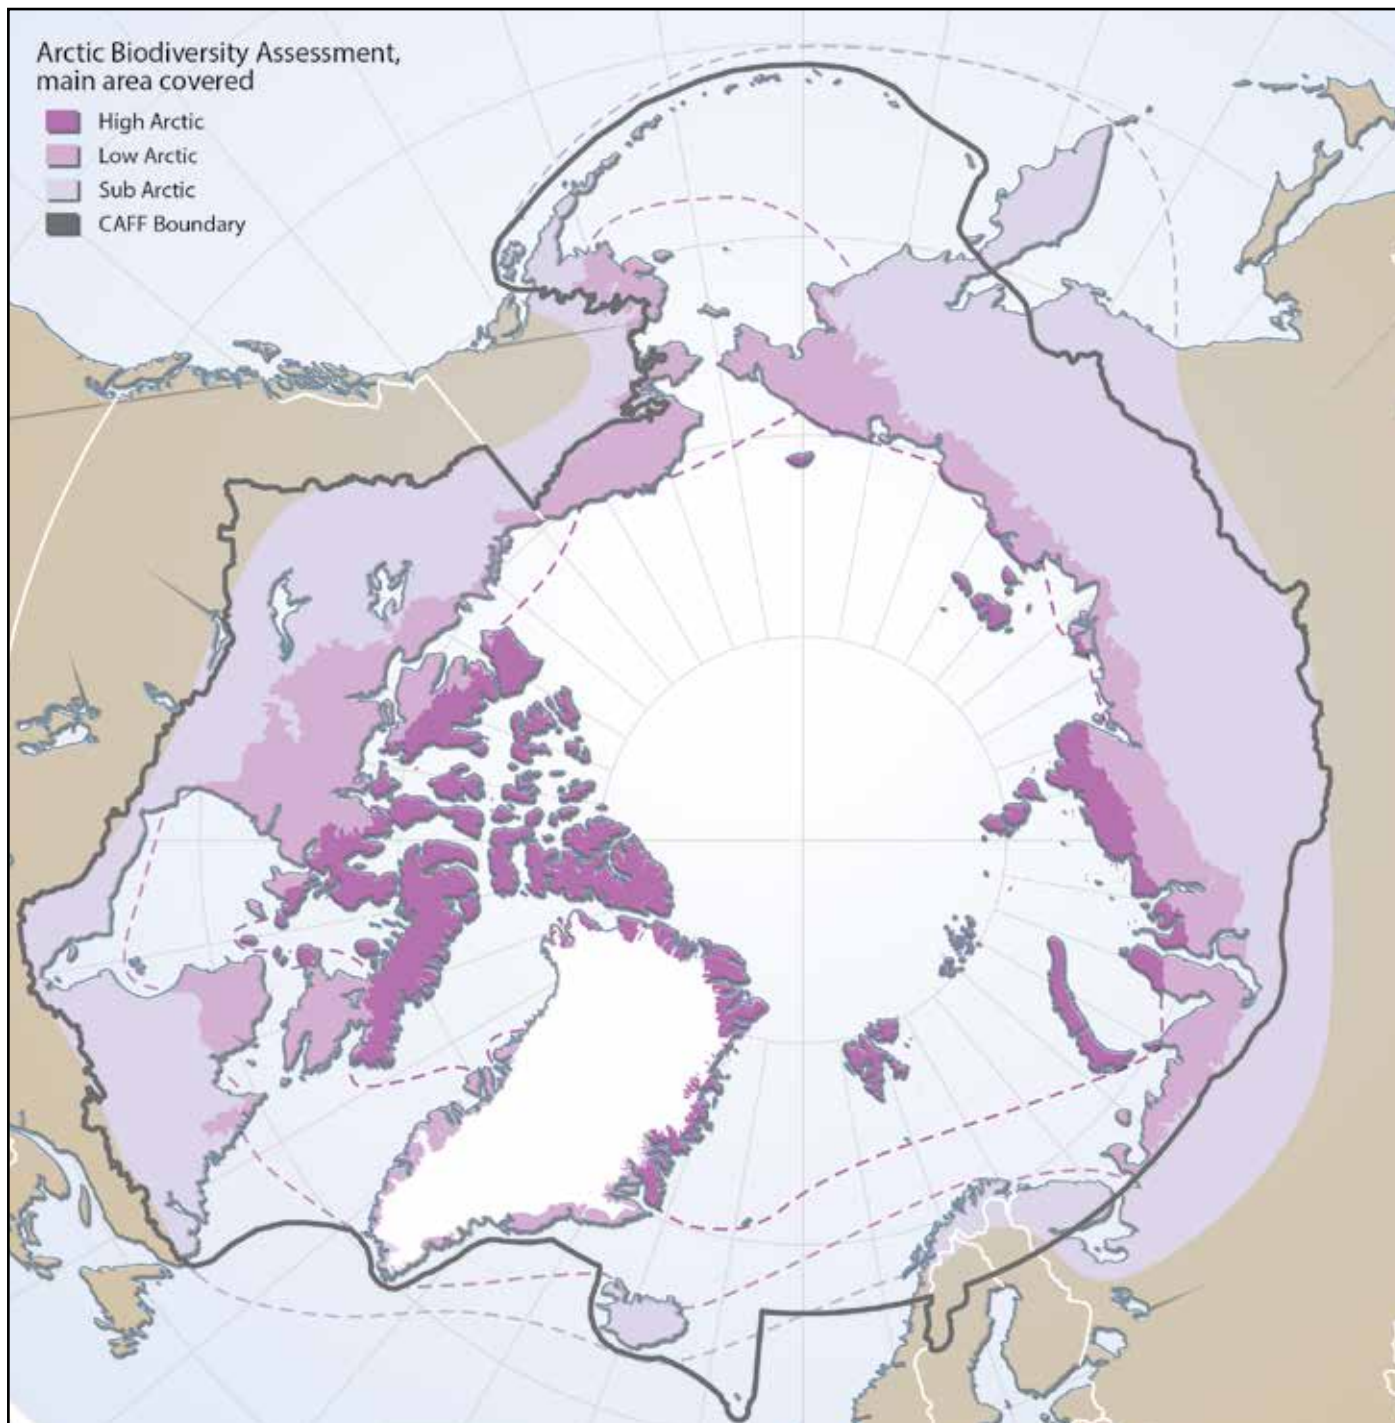 Arctic Biodiversity Assessment,
main area covered
High Arctic
Low Arctic
Sub Arctic
CAFF Boundary